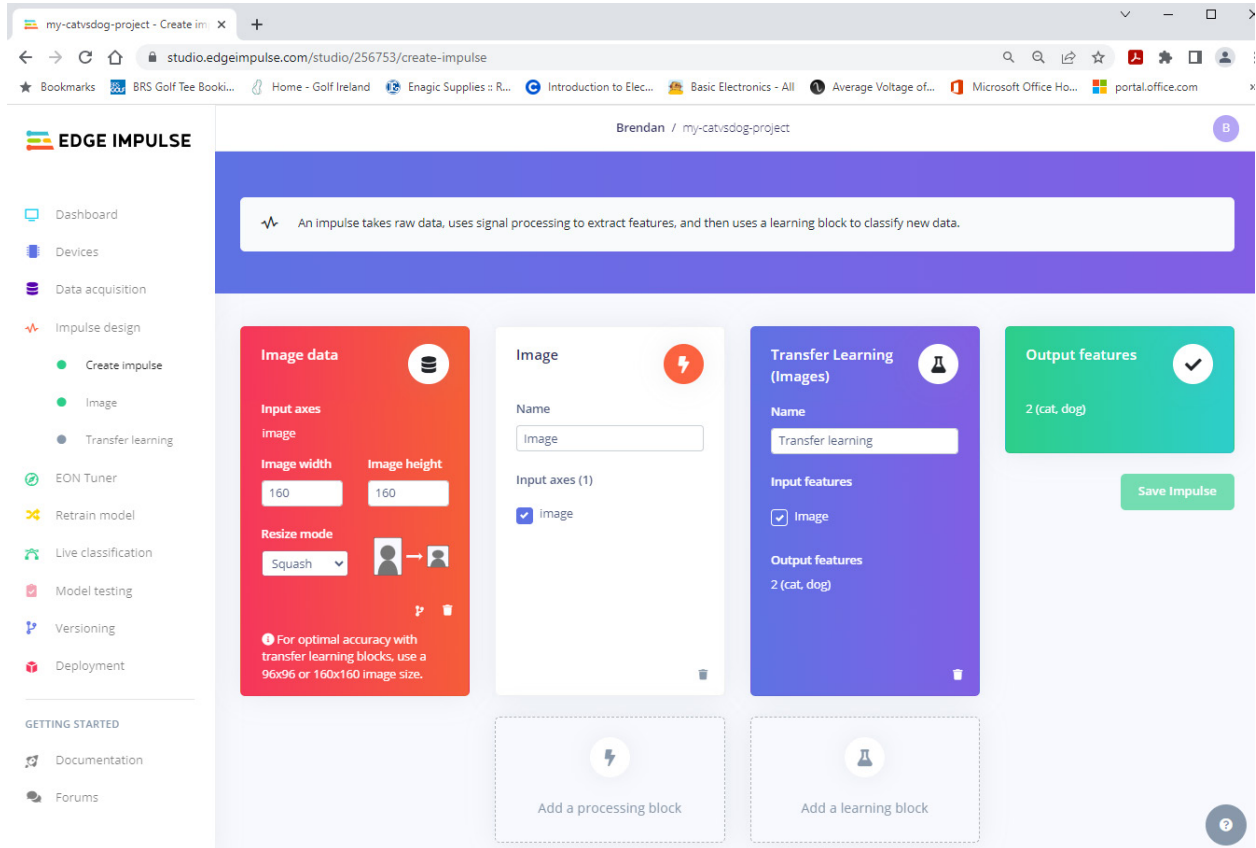 my-catvsdog-project - Create im
studio.edgeimpulse.com/studio/256753/create-impulse
Bookmarks BRS Golf Tee Booki... Home - Golf Ireland Enagic Supplies :: R... Introduction to Elec... Basic Electronics - All Average Voltage of... Microsoft Office Ho... portal.office.com
EDGE IMPULSE
Brendan / my-catvsdog-project
B
An impulse takes raw data, uses signal processing to extract features, and then uses a learning block to classify new data.
Dashboard
Devices
Data acquisition
Impulse design
Create impulse
Image
Transfer learning
EON Tuner
Retrain model
Live classification
Model testing
Versioning
Deployment
GETTING STARTED
Documentation
Forums
Image data
Input axes
image
Image width Image height
160 160
Resize mode
Squash
For optimal accuracy with
transfer learning blocks, use a
96x96 or 160x160 image size.
Image
Name
Image
Input axes (1)
image
Transfer Learning
(Images)
Name
Transfer learning
Input features
Image
Output features
2 (cat, dog)
Output features
2 (cat, dog)
Save Impulse
Add a processing block
Add a learning block